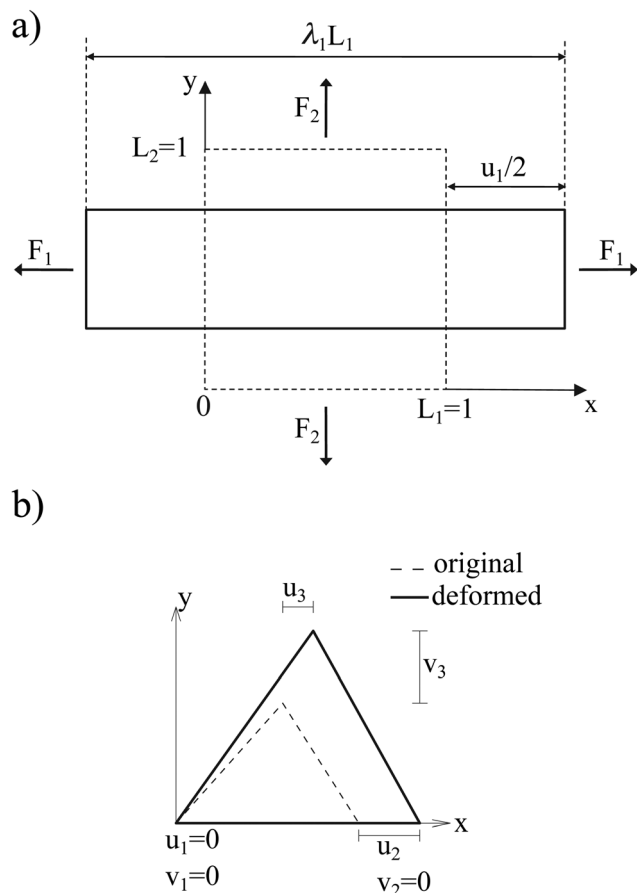 a)
λ₁L₁
y
F₂
L₂=1
u₁/2
F₁
F₁
0
L₁=1
x
F₂
b)
original
deformed
u₃
y
v₃
x
u₁=0
u₂
v₁=0
v₂=0